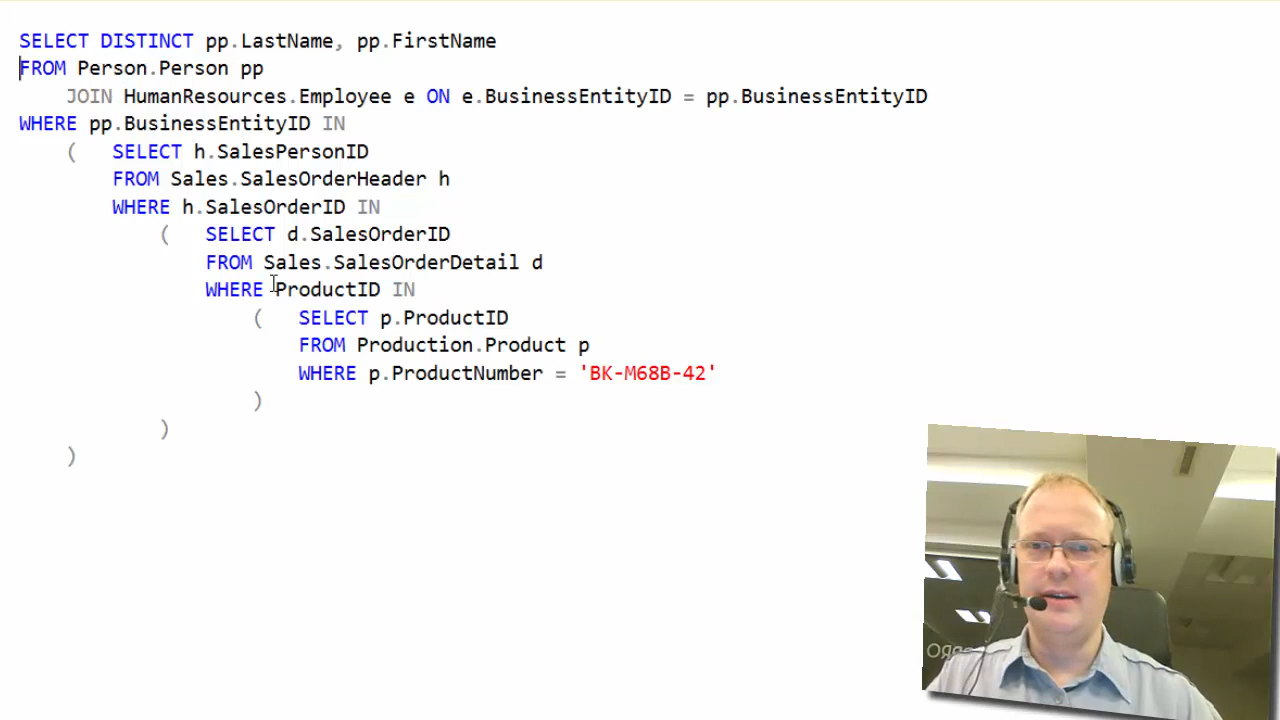 SELECT DISTINCT pp.LastName, pp.FirstName
FROM Person.Person pp
JOIN HumanResources.Employee e ON e.BusinessEntityID = pp.BusinessEntityID
WHERE pp.BusinessEntityID IN
( SELECT h.SalesPersonID
FROM Sales.SalesOrderHeader h
WHERE h.SalesOrderID IN
( SELECT d.SalesOrderID
FROM Sales.SalesOrderDetail d
WHERE ProductID IN
( SELECT p.ProductID
FROM Production.Product p
WHERE p.ProductNumber = 'BK-M68B-42'
)
)
)